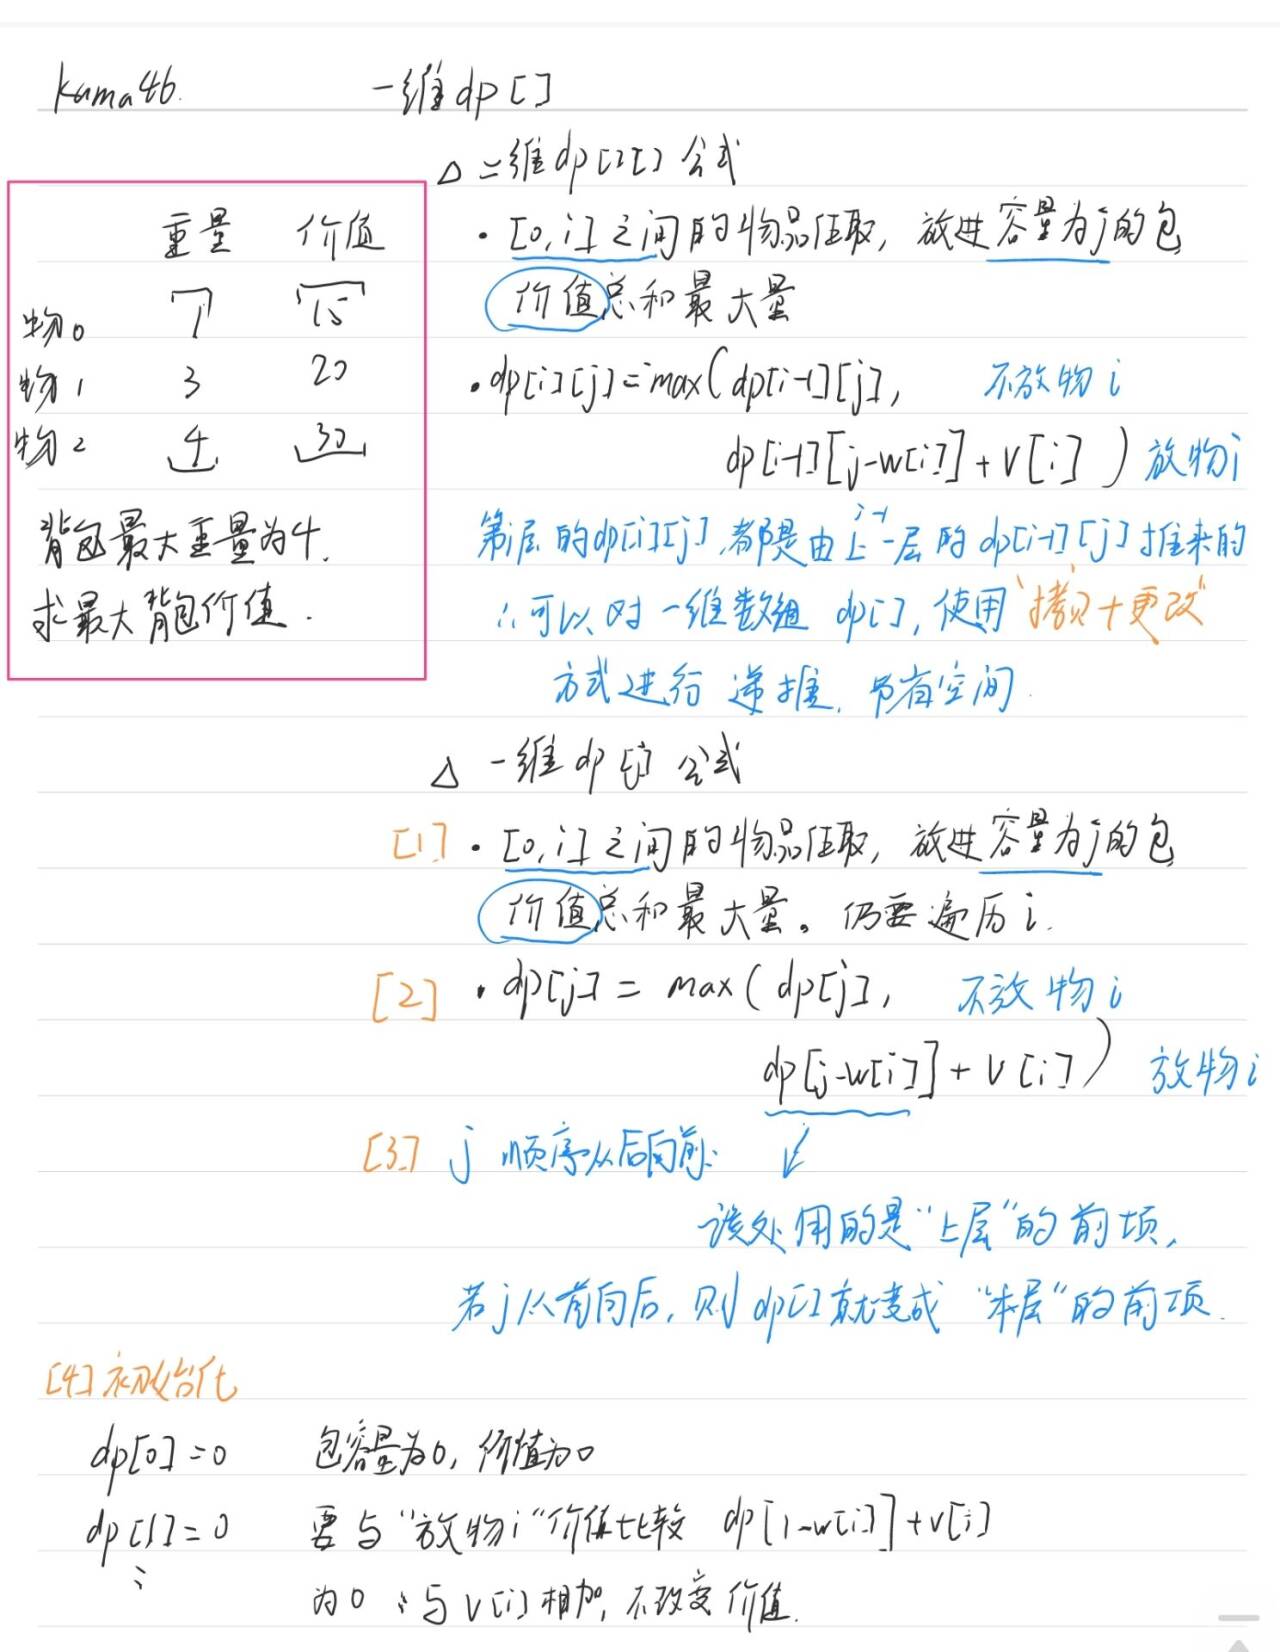 kama46.
一维dp[]
△ 二维dp[][] 公式
· [0,i] 之间的物品任取, 放进容量为j的包
价值总和最大量
· dp[i][j] = max(dp[i-1][j], 不放物i
dp[i-1][j-w[i]] + v[i] ) 放物i
第i层的dp[i][j],都是由上一层的dp[i-1][j]推来的
i-1
∴可以对一维数组 dp[], 使用"拷贝+更改"
方式进行 递推, 节省空间.
重量 价值
物0 1 15
物1 3 20
物2 4 30
背包最大重量为4.
求最大背包价值.
△ 一维dp[j] 公式
[1] · [0,i] 之间的物品任取, 放进容量为j的包
价值总和最大量。仍要遍历i.
[2] · dp[j] = max( dp[j], 不放物i
dp[j-w[i]] + v[i] ) 放物i
[3] j 顺序从后向前:
该处用的是"上层"的前项,
若j从前向后, 则dp[]就变成 "本层"的前项.
[4] 初始化
dp[0]=0 包容量为0, 价值为0
dp[1]=0 要与"放物i"价值比较 dp[1-w[i]]+v[i]
⋮ 为0 ∴与v[i]相加, 不改变价值.